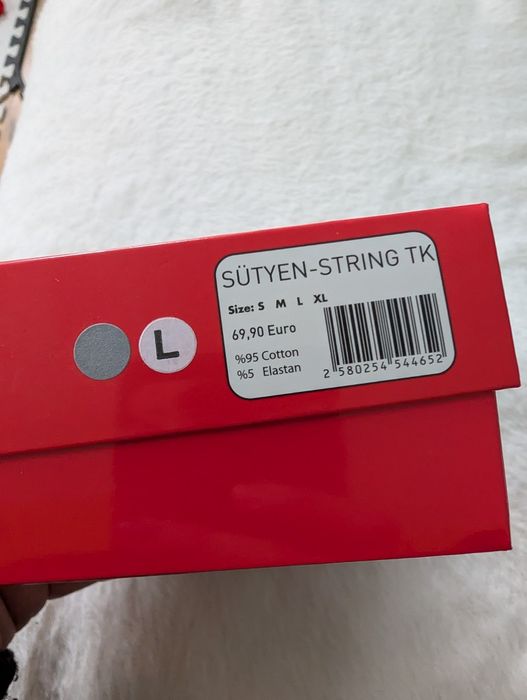 SÜTYEN-STRING TK
Size: S M L XL
69,90 Euro
%95 Cotton
%5 Elastan
2 580254 544652
L